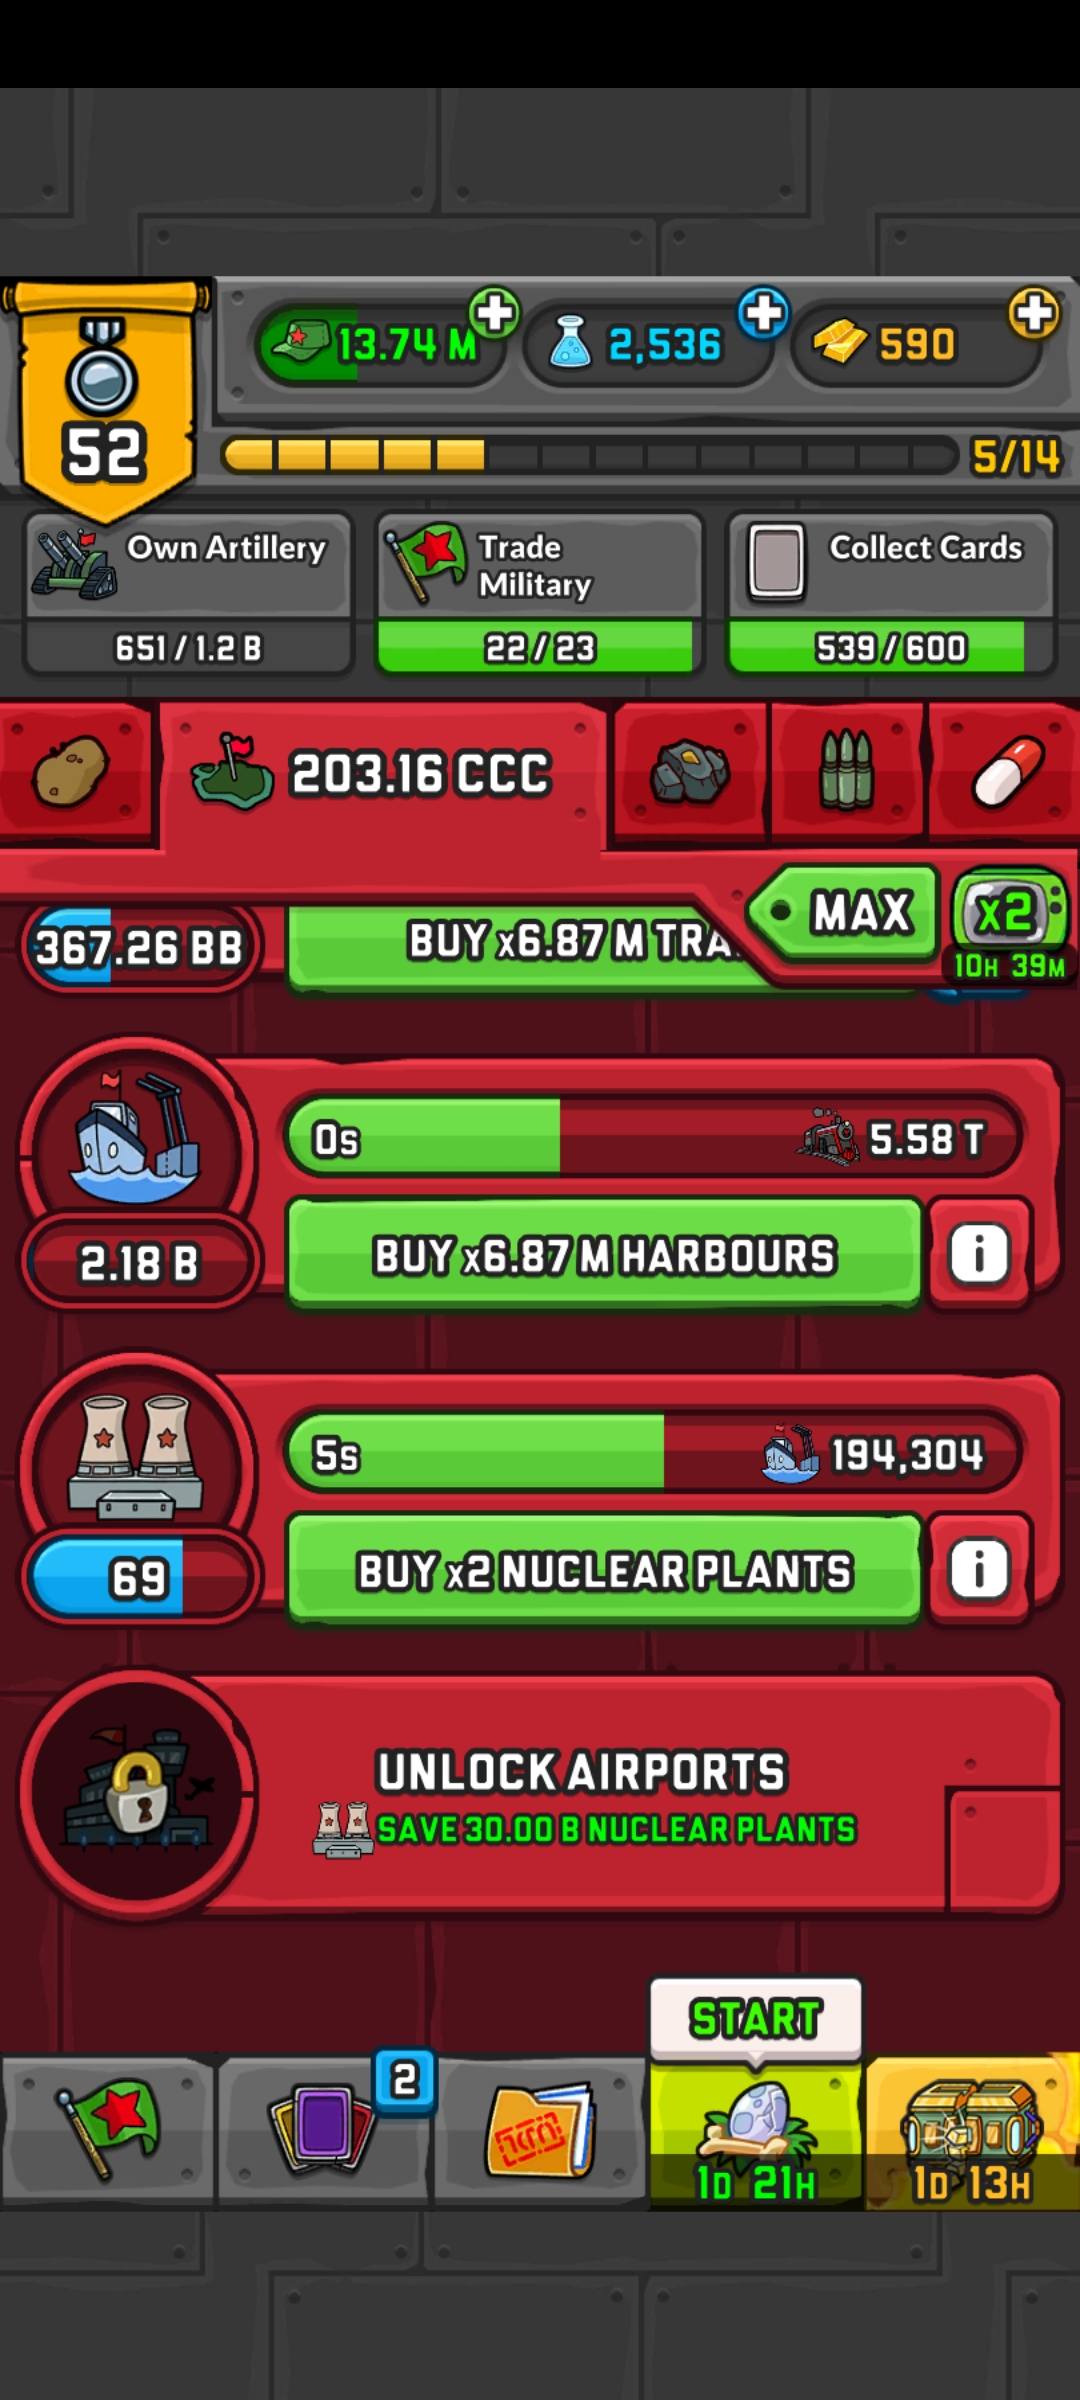 13.74 M
2,536
590
52
5/14
Own Artillery
651 / 1.2 B
Trade
Military
22 / 23
Collect Cards
539 / 600
203.16 CCC
MAX
x2
10H 39M
367.26 BB
BUY x6.87 M TRA
0s
5.58 T
2.18 B
BUY x6.87 M HARBOURS
i
5s
194,304
69
BUY x2 NUCLEAR PLANTS
i
UNLOCK AIRPORTS
SAVE 30.00 B NUCLEAR PLANTS
START
2
1D 21H
1D 13H